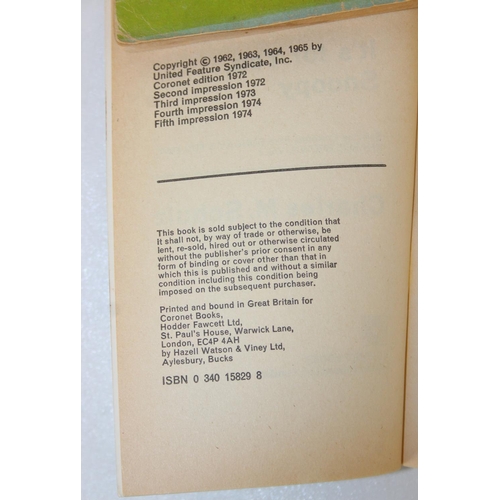 Copyright © 1962, 1963, 1964, 1965 by
United Feature Syndicate, Inc.
Coronet edition 1972
Second impression 1972
Third impression 1973
Fourth impression 1974
Fifth impression 1974
This book is sold subject to the condition that
it shall not, by way of trade or otherwise, be
lent, re-sold, hired out or otherwise circulated
without the publisher's prior consent in any
form of binding or cover other than that in
which this is published and without a similar
condition including this condition being
imposed on the subsequent purchaser.
Printed and bound in Great Britain for
Coronet Books,
Hodder Fawcett Ltd,
St. Paul's House, Warwick Lane,
London, EC4P 4AH
by Hazell Watson & Viney Ltd,
Aylesbury, Bucks
ISBN 0 340 15829 8